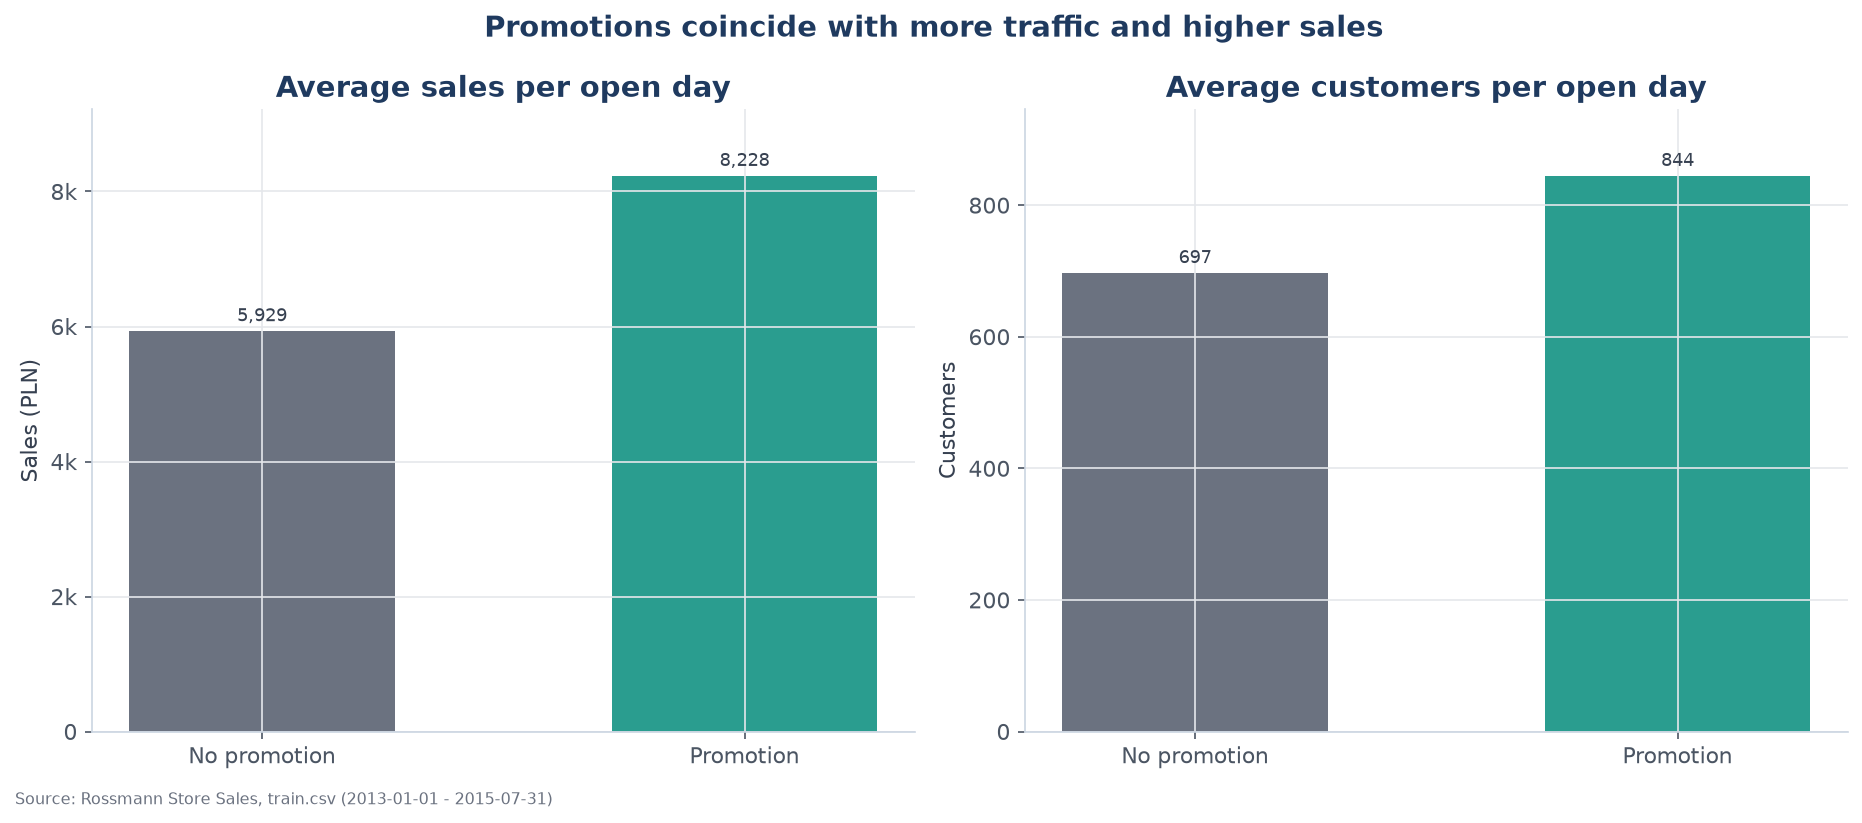 Promotions coincide with more traffic and higher sales
Average sales per open day
Sales (PLN)
8k
6k
4k
2k
0
5,929
8,228
No promotion
Promotion
Average customers per open day
Customers
800
600
400
200
0
697
844
No promotion
Promotion
Source: Rossmann Store Sales, train.csv (2013-01-01 - 2015-07-31)